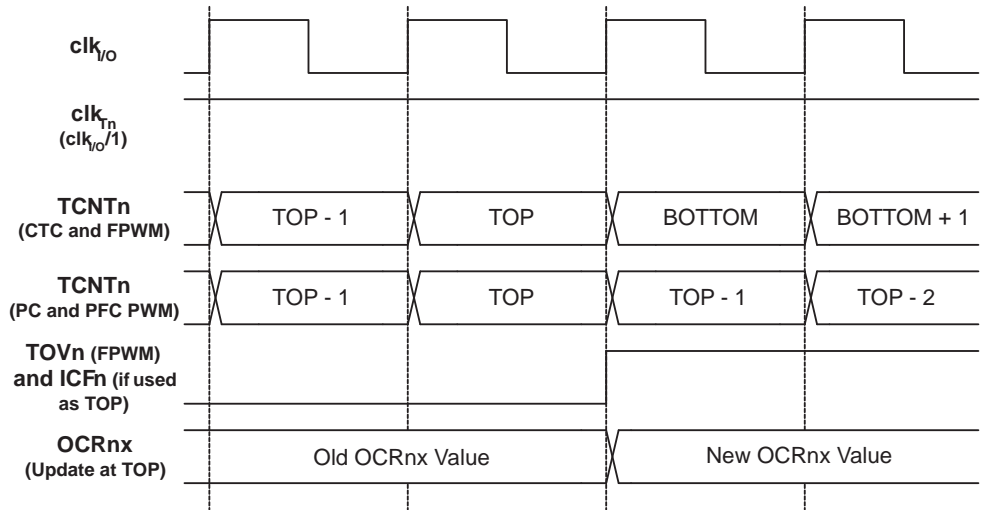 clkI/O
clkTn
(clkI/O/1)
TCNTn
(CTC and FPWM)
TOP - 1
TOP
BOTTOM
BOTTOM + 1
TCNTn
(PC and PFC PWM)
TOP - 1
TOP
TOP - 1
TOP - 2
TOVn (FPWM)
and ICFn (if used
as TOP)
OCRnx
(Update at TOP)
Old OCRnx Value
New OCRnx Value